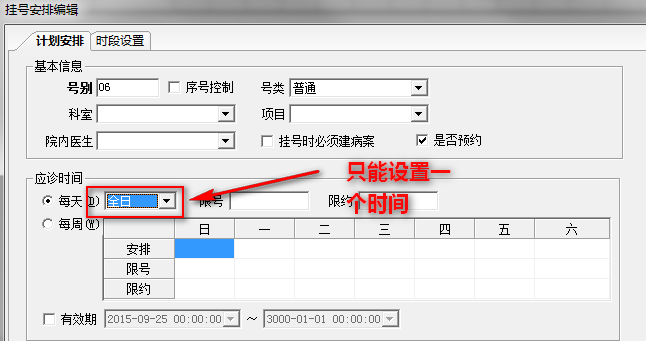 挂号安排编辑
计划安排 时段设置
基本信息
号别 06 序号控制 号类 普通
科室 项目
院内医生 挂号时必须建病案 是否预约
只能设置一
个时间
应诊时间
每天(D) 全日 限号 限约
每周(W)
日 一 二 三 四 五 六
安排
限号
限约
有效期 2015-09-25 00:00:00 ～ 3000-01-01 00:00:00